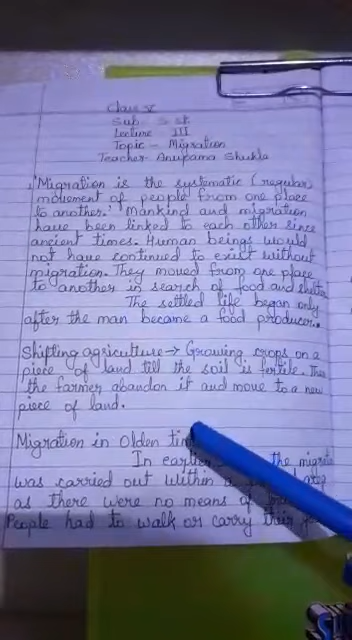 Class V
Sub. S.st
Lecture III
Topic - Migration
Teacher- Anupama Shukla
"Migration is the systematic (regular)
movement of people from one place
to another." Mankind and migration
have been linked to each other since
ancient times. Human beings would
not have continued to exist without
migration. They moved from one place
to another in search of food and shelter
The settled life began only
after the man became a food producer.
Shifting agriculture → Growing crops on a
piece of land till the soil is fertile. Then
the farmer abandon it and move to a new
piece of land.
Migration in Olden
In the
was carried out within a
as there were no means of
People had to walk or carry their